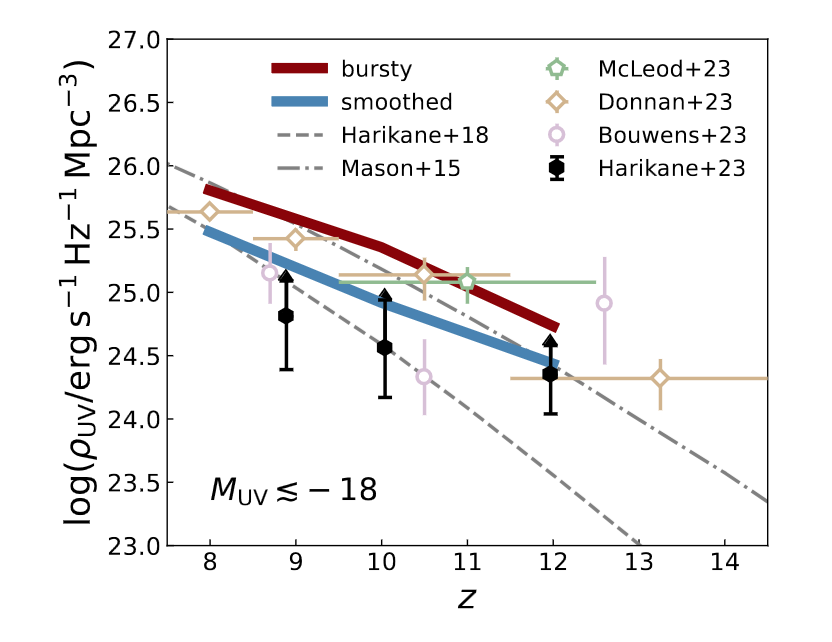 27.0
26.5
26.0
25.5
25.0
24.5
24.0
23.5
23.0
log(ρUV/erg s−1 Hz−1 Mpc−3)
bursty
smoothed
Harikane+18
Mason+15
McLeod+23
Donnan+23
Bouwens+23
Harikane+23
MUV ≲ −18
8 9 10 11 12 13 14
z